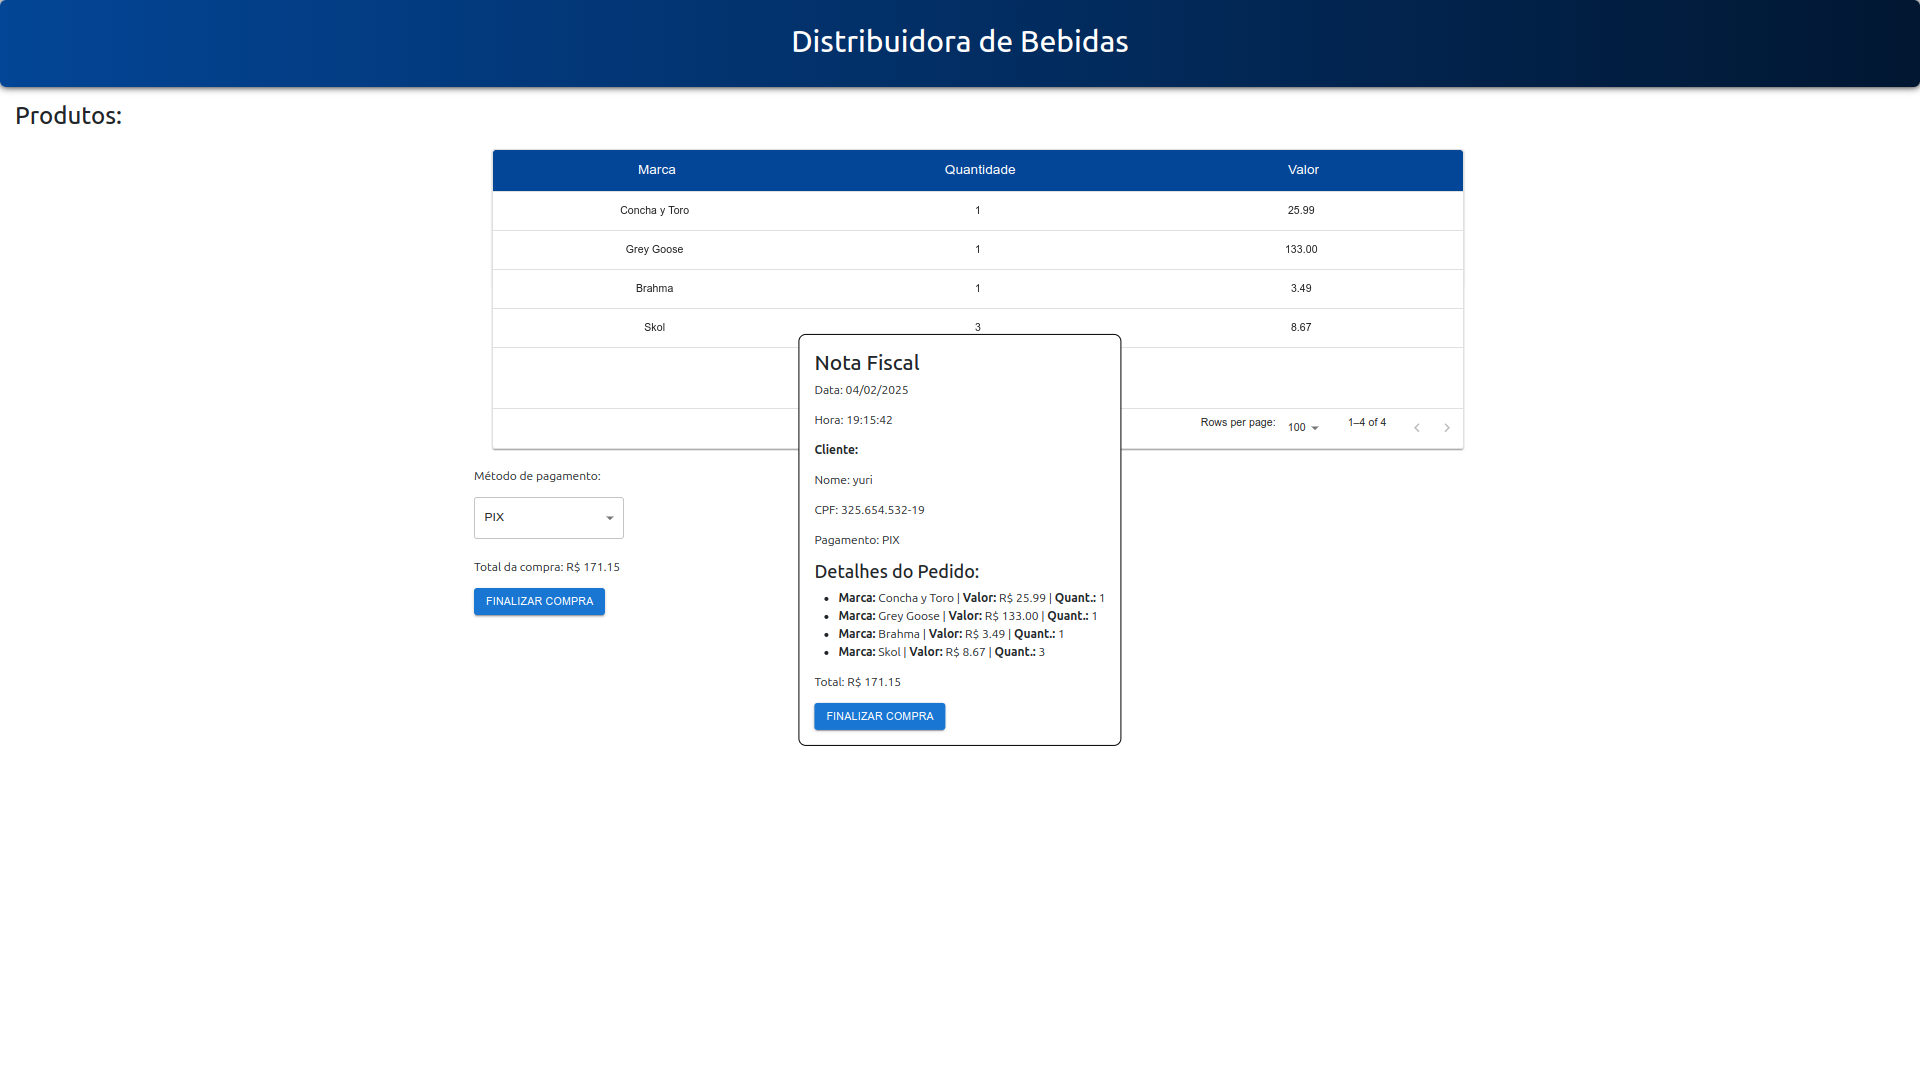 Distribuidora de Bebidas
Produtos:
Marca Quantidade Valor
Concha y Toro 1 25.99
Grey Goose 1 133.00
Brahma 1 3.49
Skol 3 8.67
Rows per page: 100 1–4 of 4
Método de pagamento:
PIX
Total da compra: R$ 171.15
FINALIZAR COMPRA
Nota Fiscal
Data: 04/02/2025
Hora: 19:15:42
Cliente:
Nome: yuri
CPF: 325.654.532-19
Pagamento: PIX
Detalhes do Pedido:
• Marca: Concha y Toro | Valor: R$ 25.99 | Quant.: 1
• Marca: Grey Goose | Valor: R$ 133.00 | Quant.: 1
• Marca: Brahma | Valor: R$ 3.49 | Quant.: 1
• Marca: Skol | Valor: R$ 8.67 | Quant.: 3
Total: R$ 171.15
FINALIZAR COMPRA